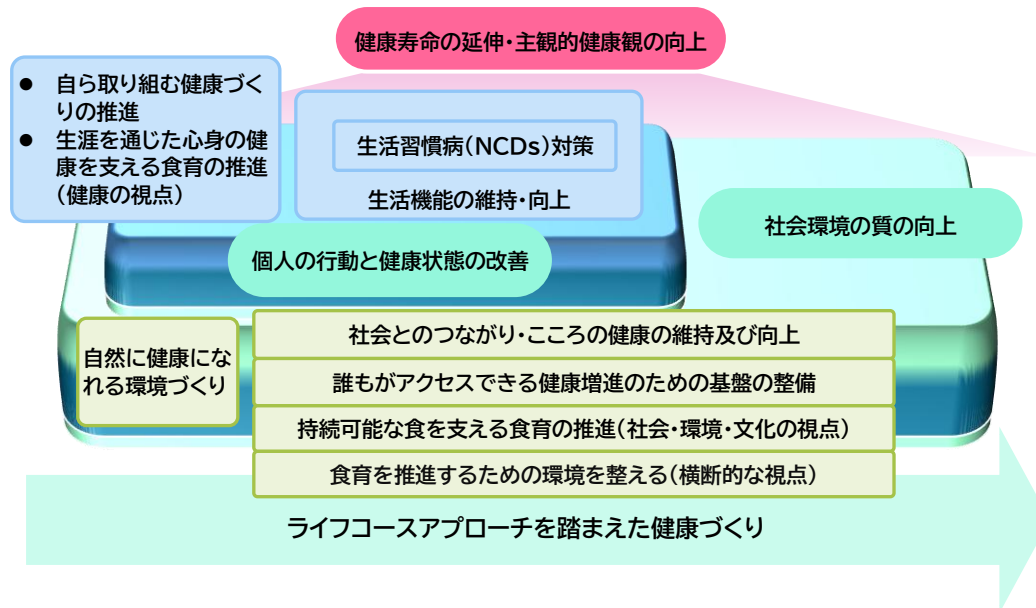 健康寿命の延伸・主観的健康観の向上
● 自ら取り組む健康づく
りの推進
● 生涯を通じた心身の健
康を支える食育の推進
(健康の視点)
生活習慣病(NCDs)対策
生活機能の維持・向上
社会環境の質の向上
個人の行動と健康状態の改善
自然に健康にな
れる環境づくり
社会とのつながり・こころの健康の維持及び向上
誰もがアクセスできる健康増進のための基盤の整備
持続可能な食を支える食育の推進(社会・環境・文化の視点)
食育を推進するための環境を整える(横断的な視点)
ライフコースアプローチを踏まえた健康づくり